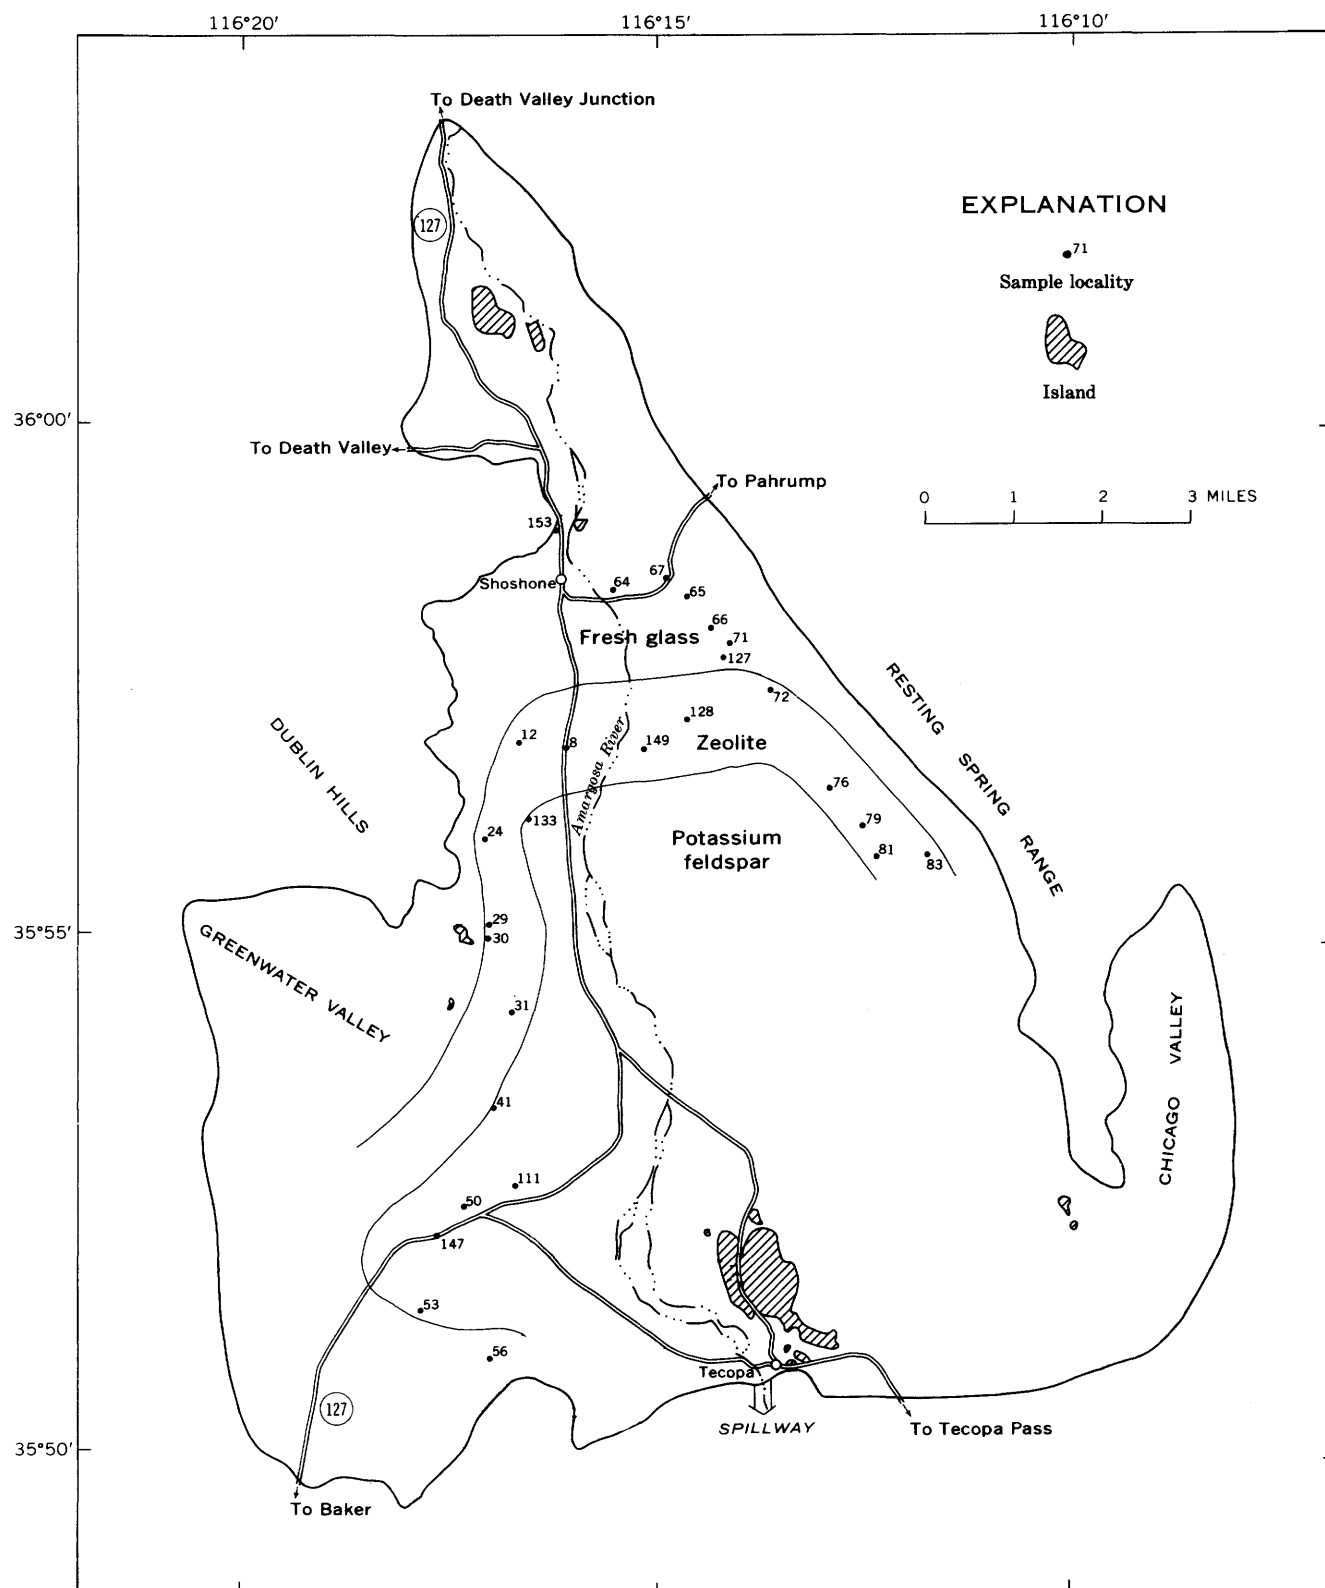 116°20′ 116°15′ 116°10′
To Death Valley Junction
EXPLANATION
127
71
Sample locality
Island
36°00′
To Death Valley
To Pahrump
0 1 2 3 MILES
153
67
Shoshone
64
65
66
Fresh glass
71
127
RESTING SPRING RANGE
72
128
DUBLIN HILLS
12
8
149
Zeolite
Amargosa River
76
133
79
24
Potassium
feldspar
81
83
29
35°55′
30
GREENWATER VALLEY
31
CHICAGO VALLEY
41
111
50
147
53
56
Tecopa
127
SPILLWAY
To Tecopa Pass
35°50′
To Baker